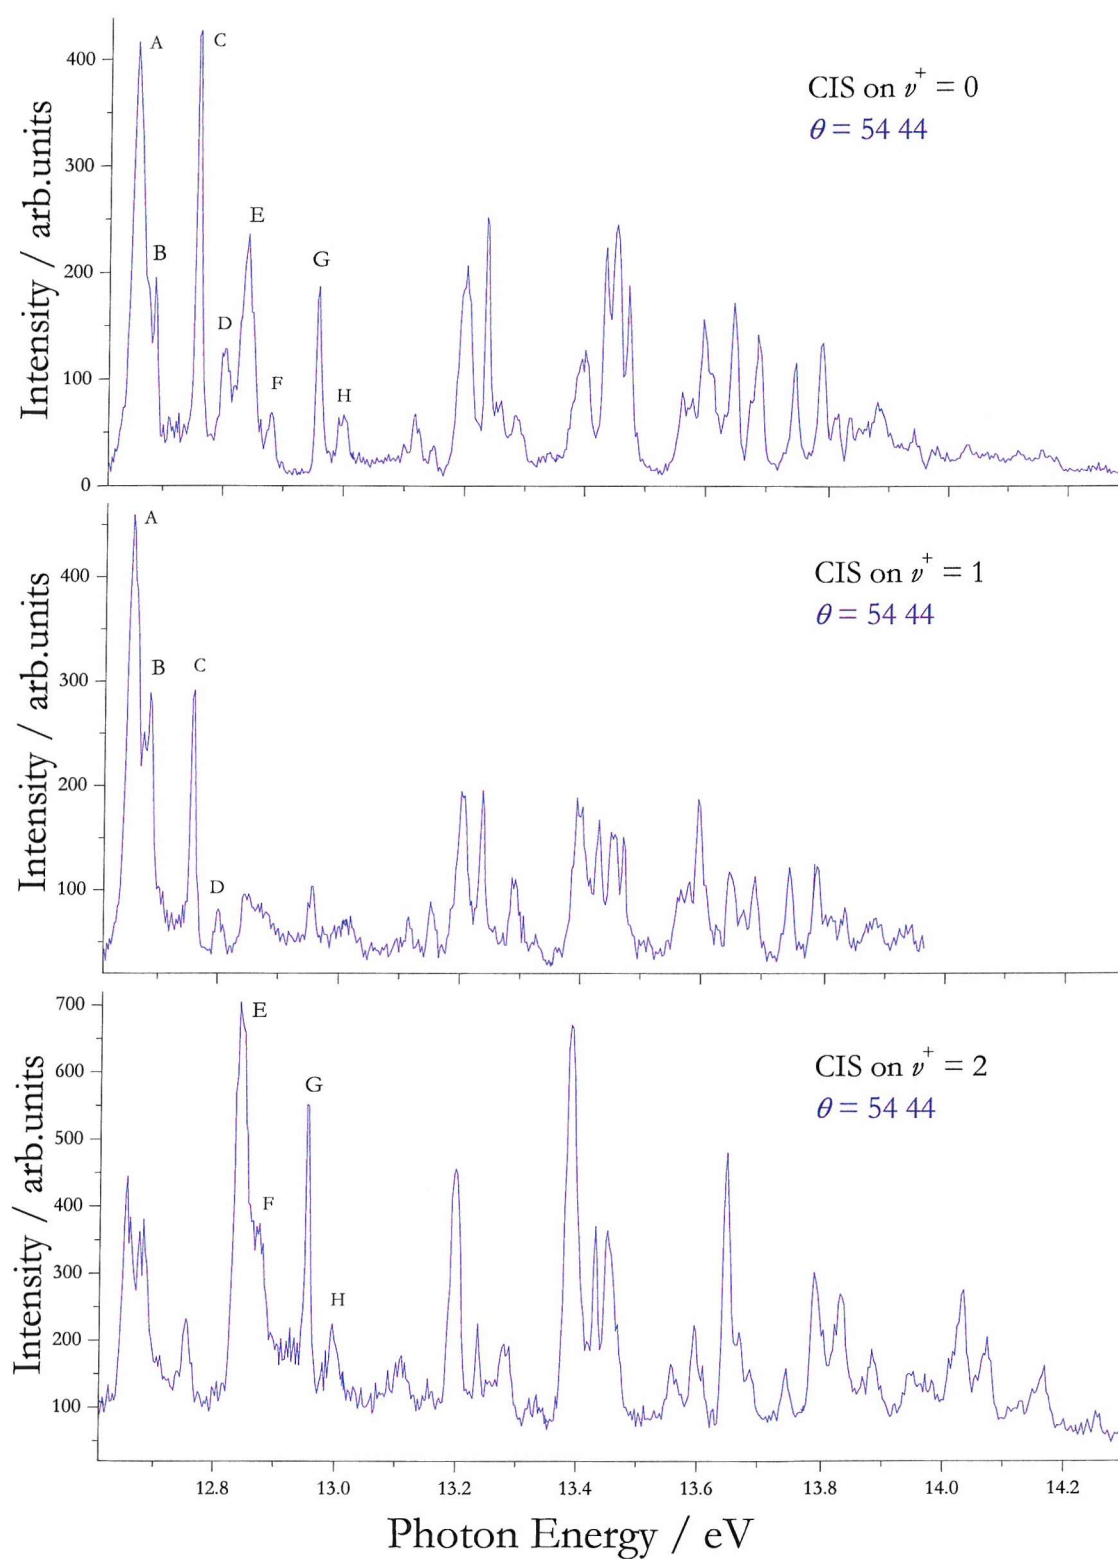 A
C
400
CIS on ν⁺ = 0
θ = 54 44
300
B
E
G
200
D
F
H
100
0
Intensity / arb.units
A
400
CIS on ν⁺ = 1
θ = 54 44
B
C
300
200
D
100
Intensity / arb.units
700
E
CIS on ν⁺ = 2
θ = 54 44
600
G
500
F
400
H
300
200
100
Intensity / arb.units
12.8 13.0 13.2 13.4 13.6 13.8 14.0 14.2
Photon Energy / eV